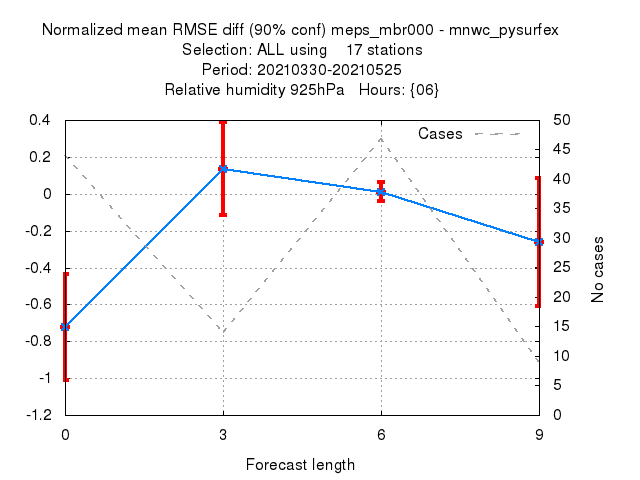 Normalized mean RMSE diff (90% conf) meps_mbr000 - mnwc_pysurfex
Selection: ALL using    17 stations
Period: 20210330-20210525
Relative humidity 925hPa   Hours: {06}
Cases
0.4
0.2
0
-0.2
-0.4
-0.6
-0.8
-1
-1.2
50
45
40
35
30
25
20
15
10
5
0
No cases
0 3 6 9
Forecast length